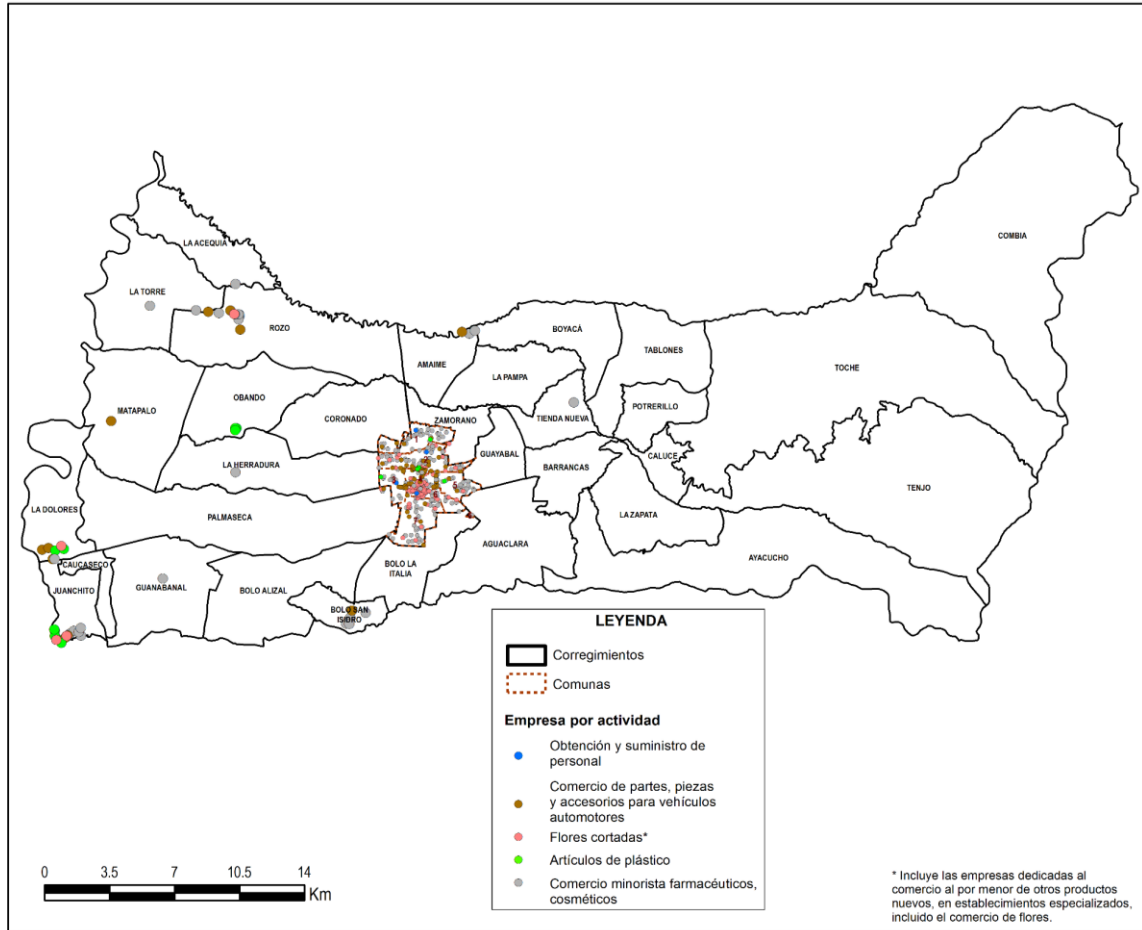 COMBIA
LA ACEQUIA
LA TORRE
ROZO
BOYACÁ
TABLONES
AMAIME
TOCHE
LA PAMPA
OBANDO
MATAPALO
POTRERILLO
CORONADO
ZAMORANO
TIENDA NUEVA
GUAYABAL
CALUCE
LA HERRADURA
BARRANCAS
5
TENJO
LA DOLORES
PALMASECA
LA ZAPATA
AGUACLARA
AYACUCHO
CAUCASECO
BOLO LA
ITALIA
JUANCHITO
GUANABANAL
BOLO ALIZAL
BOLO SAN
ISIDRO
LEYENDA
Corregimientos
Comunas
Empresa por actividad
Obtención y suministro de
personal
Comercio de partes, piezas
y accesorios para vehículos
automotores
Flores cortadas*
Artículos de plástico
Comercio minorista farmacéuticos,
cosméticos
0 3.5 7 10.5 14
Km
* Incluye las empresas dedicadas al
comercio al por menor de otros productos
nuevos, en establecimientos especializados,
incluido el comercio de flores.